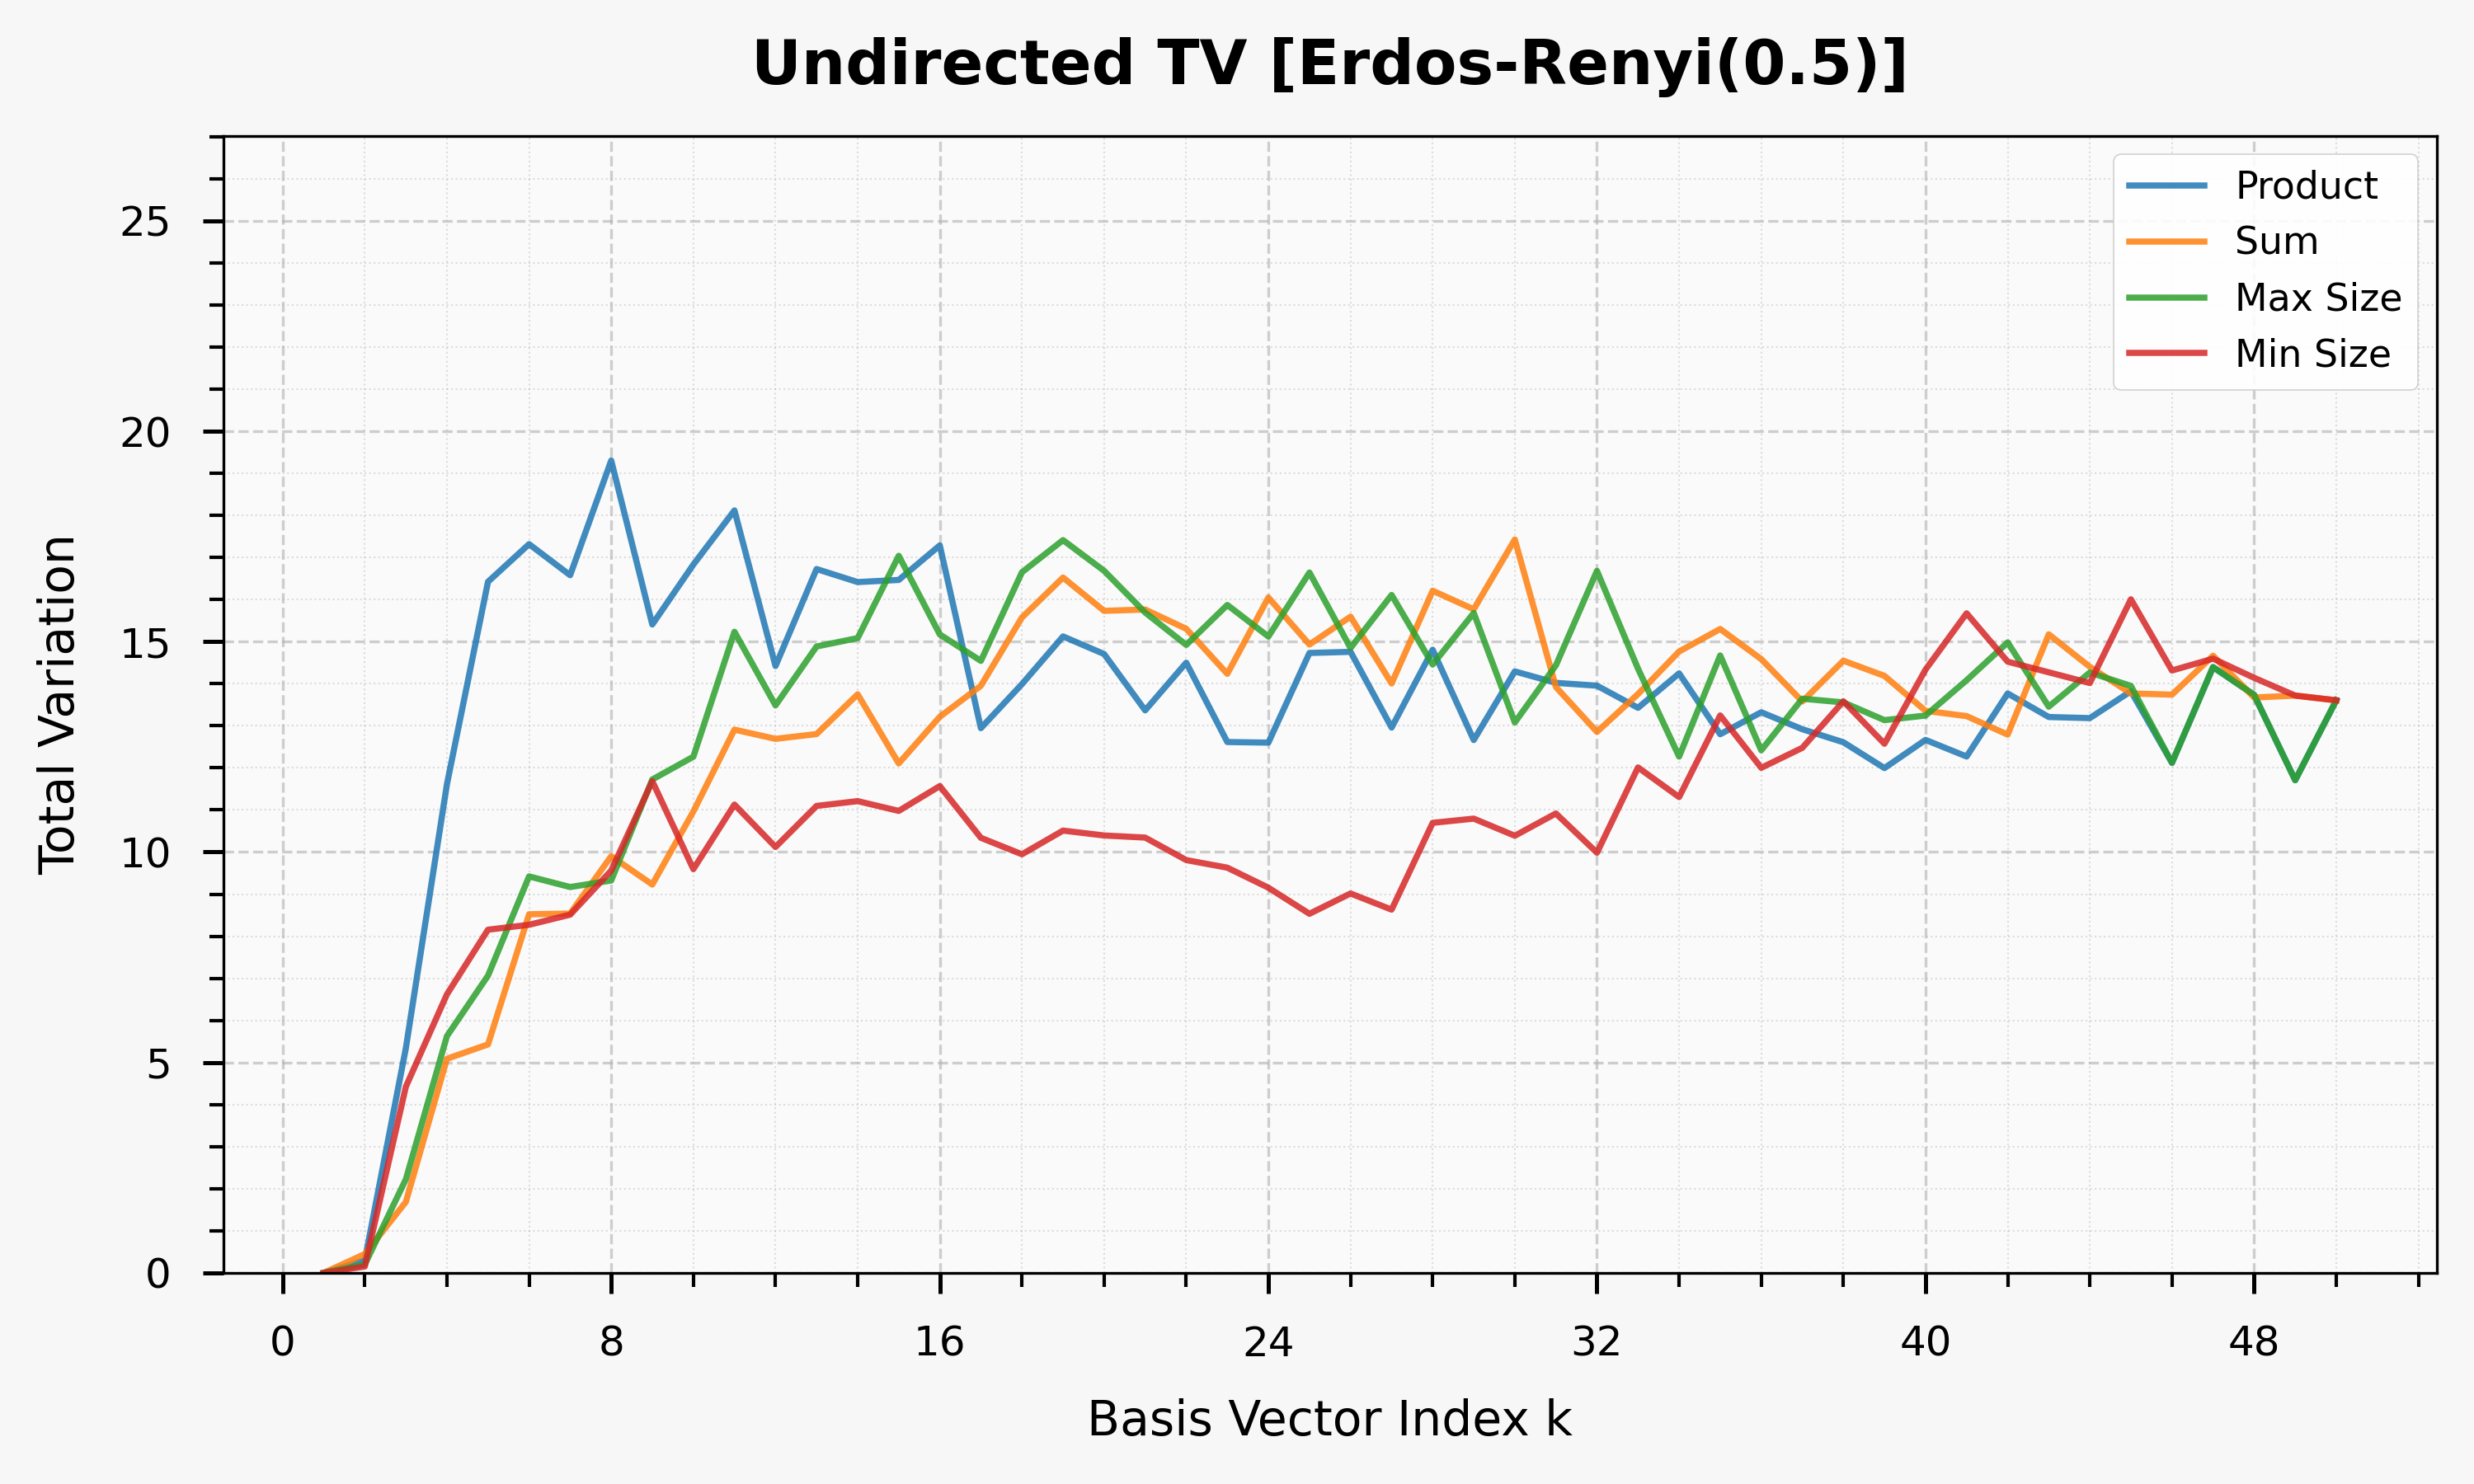 Undirected TV [Erdos-Renyi(0.5)]
Total Variation
25
20
15
10
5
0
0 8 16 24 32 40 48
Basis Vector Index k
Product
Sum
Max Size
Min Size